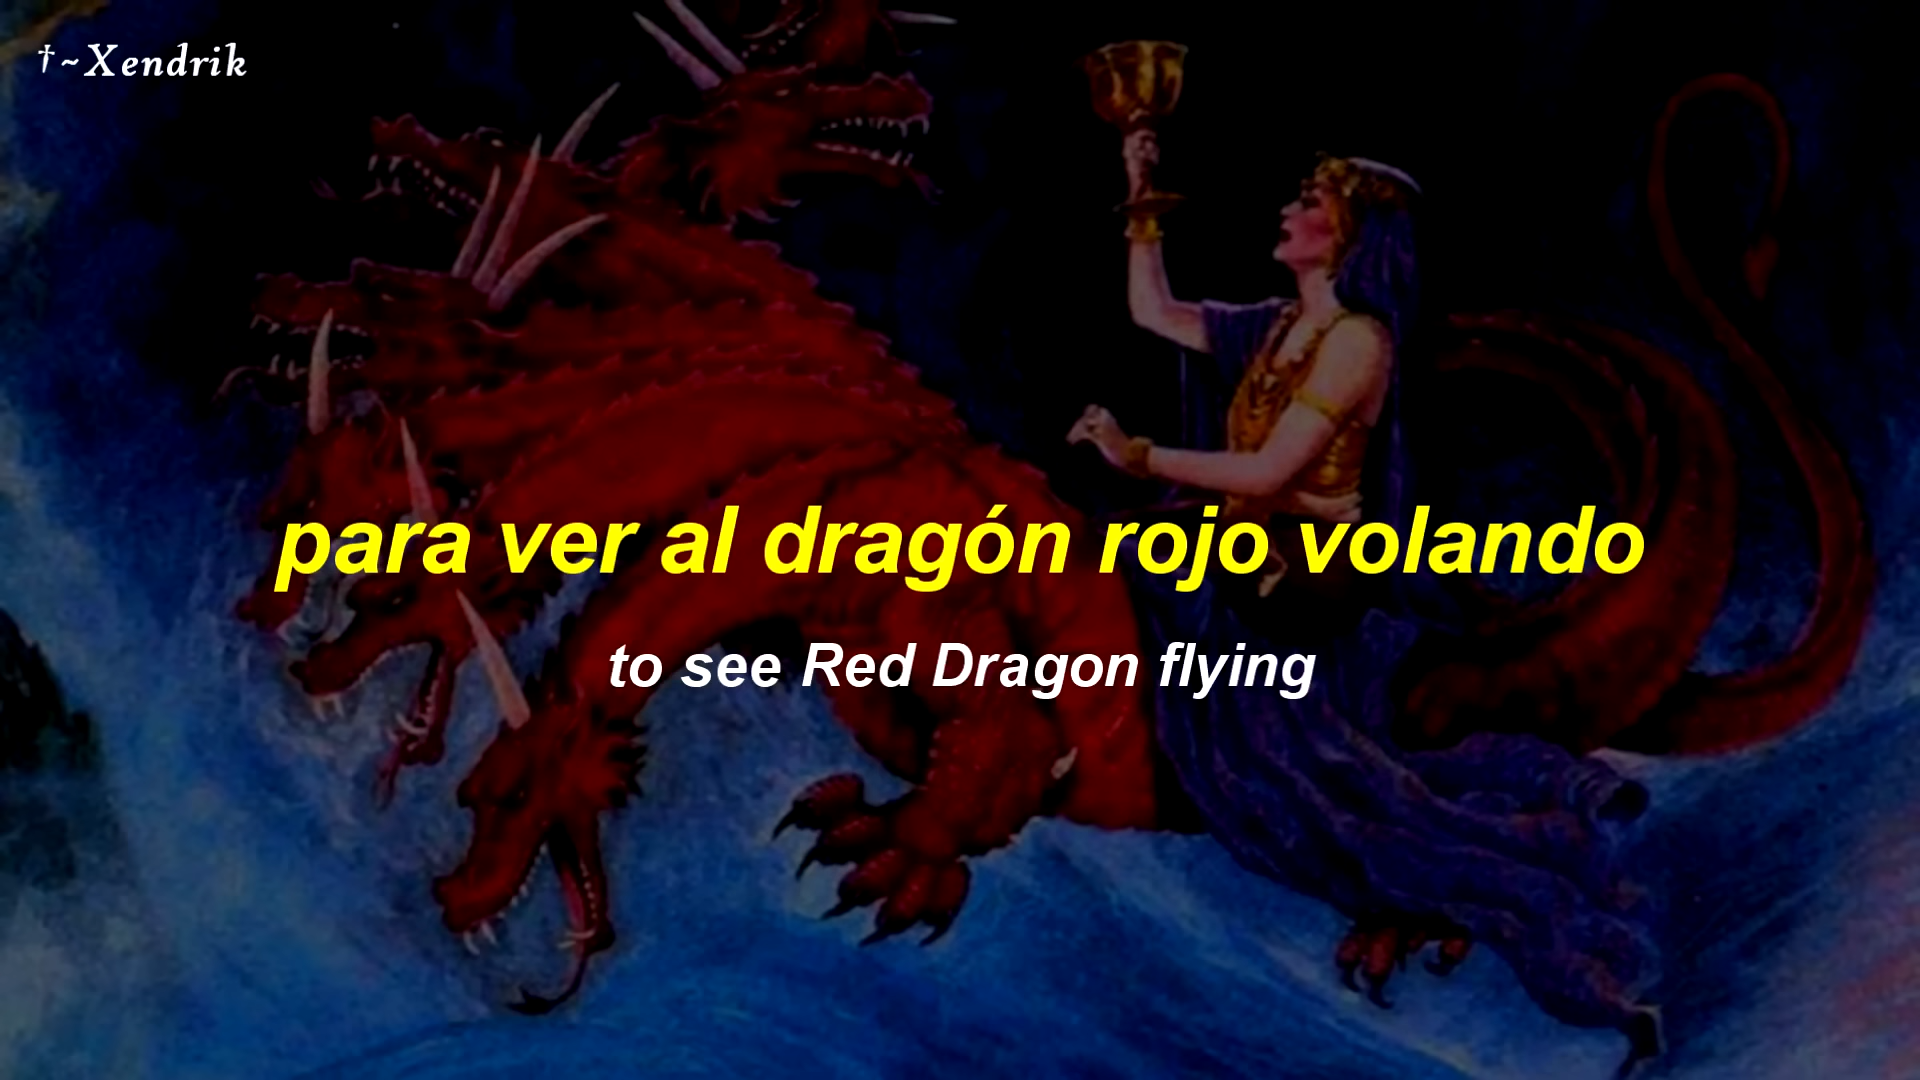 †~Xendrik
para ver al dragón rojo volando
to see Red Dragon flying